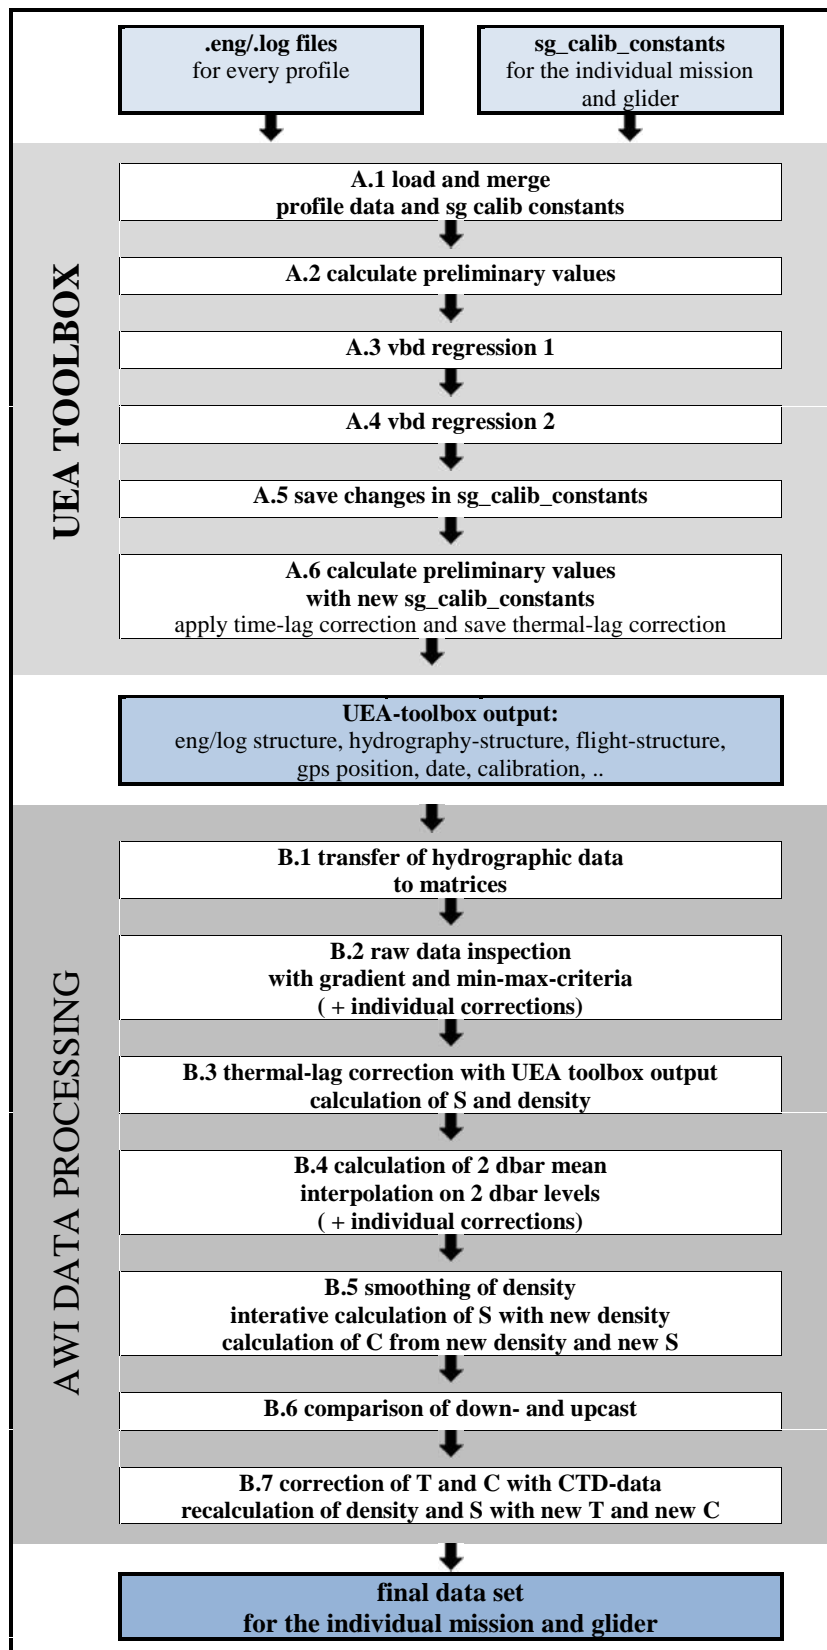 .eng/.log files
for every profile
sg_calib_constants
for the individual mission
and glider
UEA TOOLBOX
A.1 load and merge
profile data and sg calib constants
A.2 calculate preliminary values
A.3 vbd regression 1
A.4 vbd regression 2
A.5 save changes in sg_calib_constants
A.6 calculate preliminary values
with new sg_calib_constants
apply time-lag correction and save thermal-lag correction
UEA-toolbox output:
eng/log structure, hydrography-structure, flight-structure,
gps position, date, calibration, ..
AWI DATA PROCESSING
B.1 transfer of hydrographic data
to matrices
B.2 raw data inspection
with gradient and min-max-criteria
( + individual corrections)
B.3 thermal-lag correction with UEA toolbox output
calculation of S and density
B.4 calculation of 2 dbar mean
interpolation on 2 dbar levels
( + individual corrections)
B.5 smoothing of density
interative calculation of S with new density
calculation of C from new density and new S
B.6 comparison of down- and upcast
B.7 correction of T and C with CTD-data
recalculation of density and S with new T and new C
final data set
for the individual mission and glider